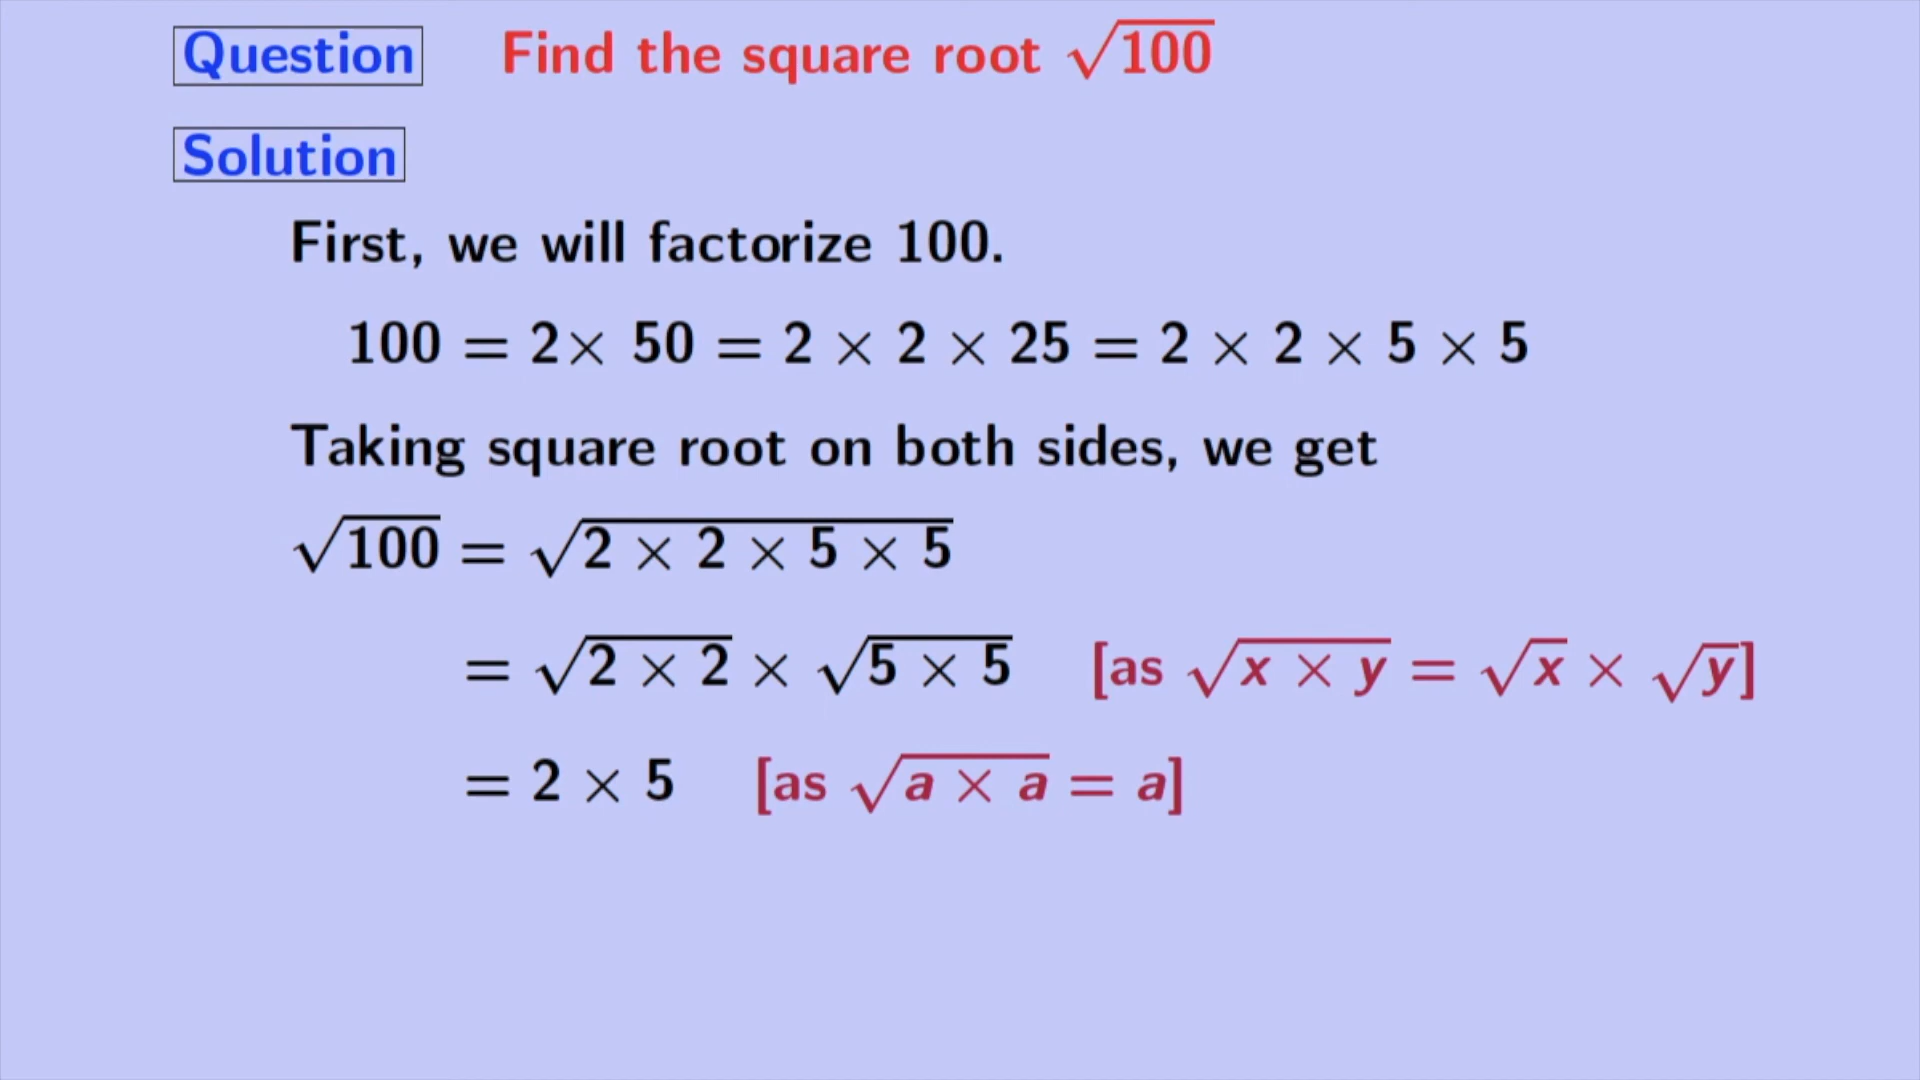 Question Find the square root √100
Solution
First, we will factorize 100.
100 = 2× 50 = 2 × 2 × 25 = 2 × 2 × 5 × 5
Taking square root on both sides, we get
√100 = √2 × 2 × 5 × 5
= √2 × 2 × √5 × 5 [as √x × y = √x × √y]
= 2 × 5 [as √a × a = a]